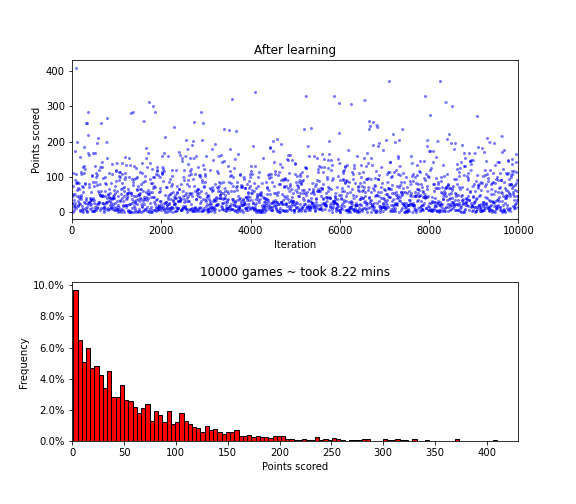 After learning
400
300
200
100
0
Points scored
0 2000 4000 6000 8000 10000
Iteration
10000 games ~ took 8.22 mins
10.0%
8.0%
6.0%
4.0%
2.0%
0.0%
Frequency
0 50 100 150 200 250 300 350 400
Points scored